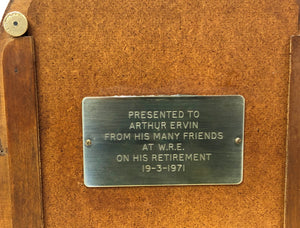 PRESENTED TO
ARTHUR ERVIN
FROM HIS MANY FRIENDS
AT W.R.E.
ON HIS RETIREMENT
19-3-1971